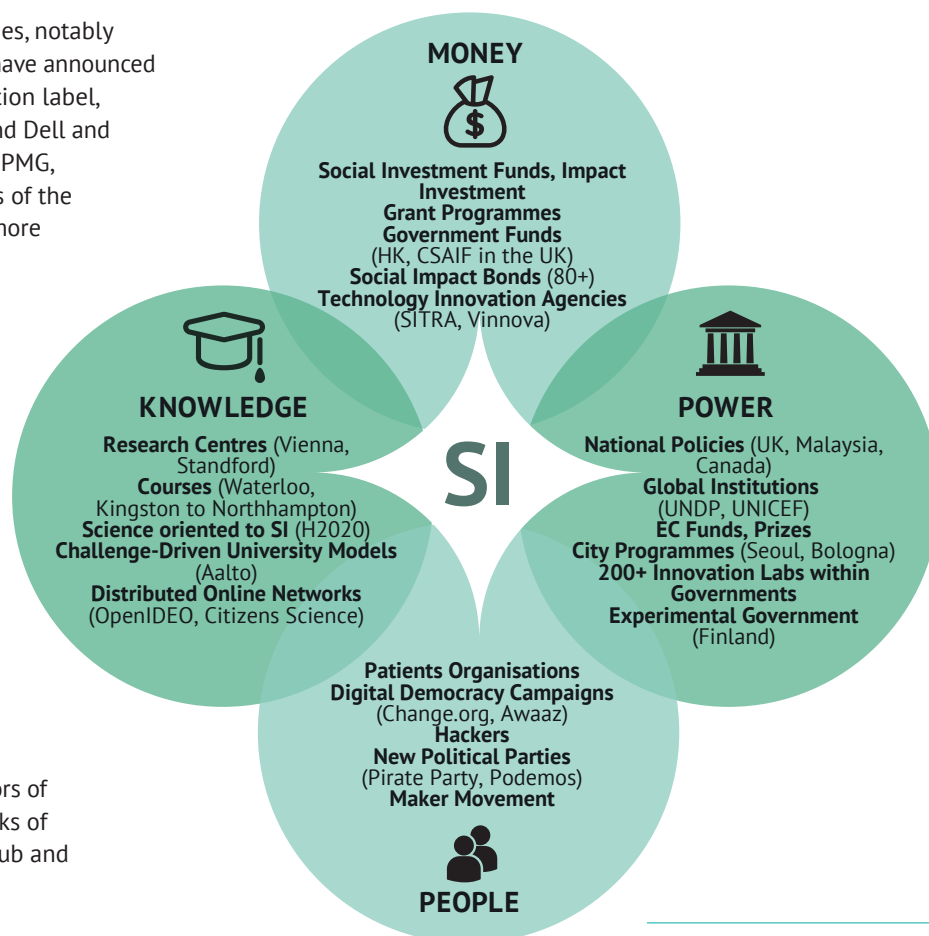 es, notably
have announced
tion label,
nd Dell and
PMG,
s of the
more
MONEY
$
Social Investment Funds, Impact
Investment
Grant Programmes
Government Funds
(HK, CSAIF in the UK)
Social Impact Bonds (80+)
Technology Innovation Agencies
(SITRA, Vinnova)
KNOWLEDGE
Research Centres (Vienna,
Standford)
Courses (Waterloo,
Kingston to Northhampton)
Science oriented to SI (H2020)
Challenge-Driven University Models
(Aalto)
Distributed Online Networks
(OpenIDEO, Citizens Science)
SI
POWER
National Policies (UK, Malaysia,
Canada)
Global Institutions
(UNDP, UNICEF)
EC Funds, Prizes
City Programmes (Seoul, Bologna)
200+ Innovation Labs within
Governments
Experimental Government
(Finland)
Patients Organisations
Digital Democracy Campaigns
(Change.org, Awaaz)
Hackers
New Political Parties
(Pirate Party, Podemos)
Maker Movement
PEOPLE
ors of
ks of
ub and